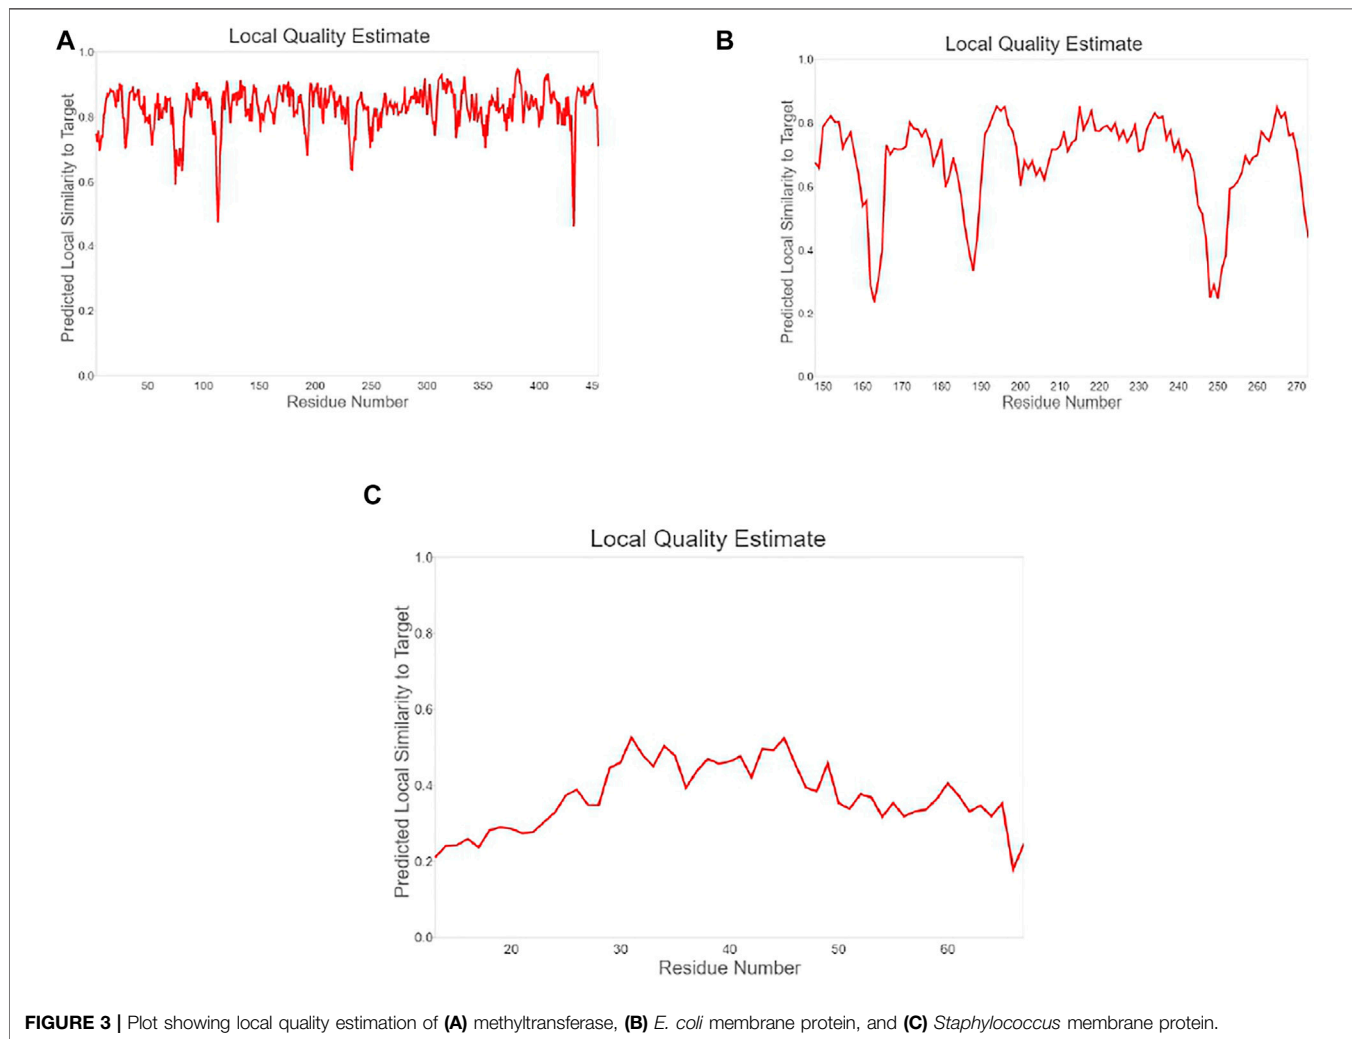 A
Local Quality Estimate
Predicted Local Similarity to Target
1.0
0.8
0.6
0.4
0.2
0.0
50 100 150 200 250 300 350 400 45
Residue Number
B
Local Quality Estimate
Predicted Local Similarity to Target
1.0
0.8
0.6
0.4
0.2
0.0
150 160 170 180 190 200 210 220 230 240 250 260 270
Residue Number
C
Local Quality Estimate
Predicted Local Similarity to Target
1.0
0.8
0.6
0.4
0.2
0.0
20 30 40 50 60
Residue Number
FIGURE 3 | Plot showing local quality estimation of (A) methyltransferase, (B) E. coli membrane protein, and (C) Staphylococcus membrane protein.